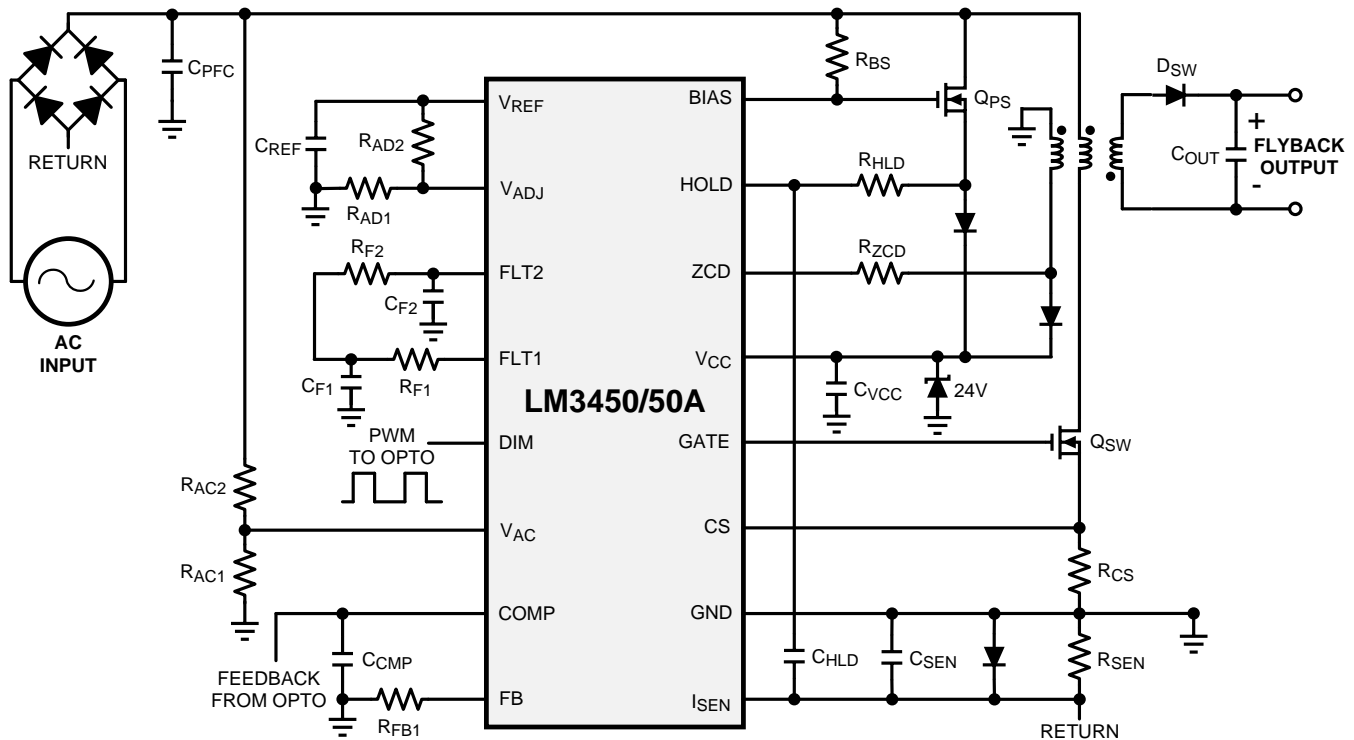 CPFC
RETURN
AC
INPUT
RBS
QPS
DSW
COUT
+
FLYBACK
OUTPUT
-
VREF
BIAS
CREF
RAD2
RAD1
VADJ
HOLD
RHLD
RF2
FLT2
CF2
ZCD
RZCD
CF1
RF1
FLT1
VCC
CVCC
24V
LM3450/50A
PWM
TO OPTO
DIM
GATE
QSW
RAC2
VAC
CS
RAC1
RCS
COMP
GND
FEEDBACK
FROM OPTO
CCMP
RFB1
FB
CHLD
CSEN
RSEN
ISEN
RETURN